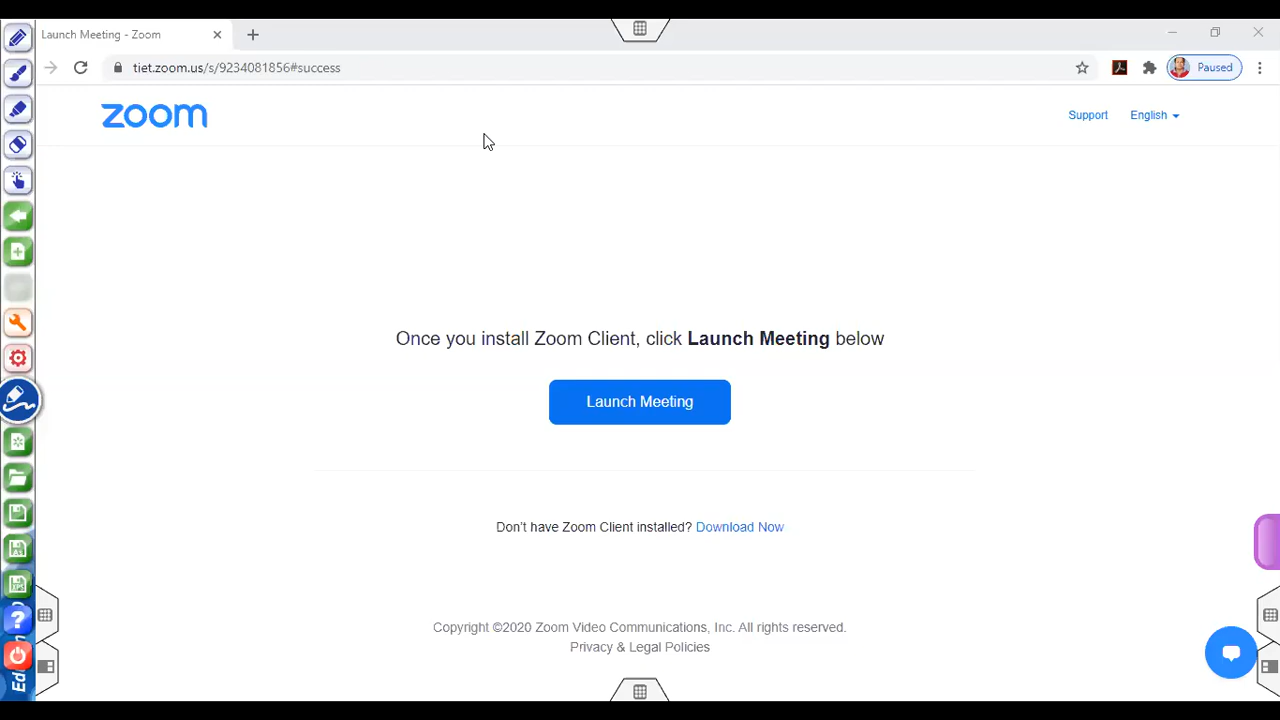 Launch Meeting - Zoom
tiet.zoom.us/s/9234081856#success
Paused
zoom
Support English
Once you install Zoom Client, click Launch Meeting below
Launch Meeting
Don't have Zoom Client installed? Download Now
Copyright ©2020 Zoom Video Communications, Inc. All rights reserved.
Privacy & Legal Policies
AS
XPS
?